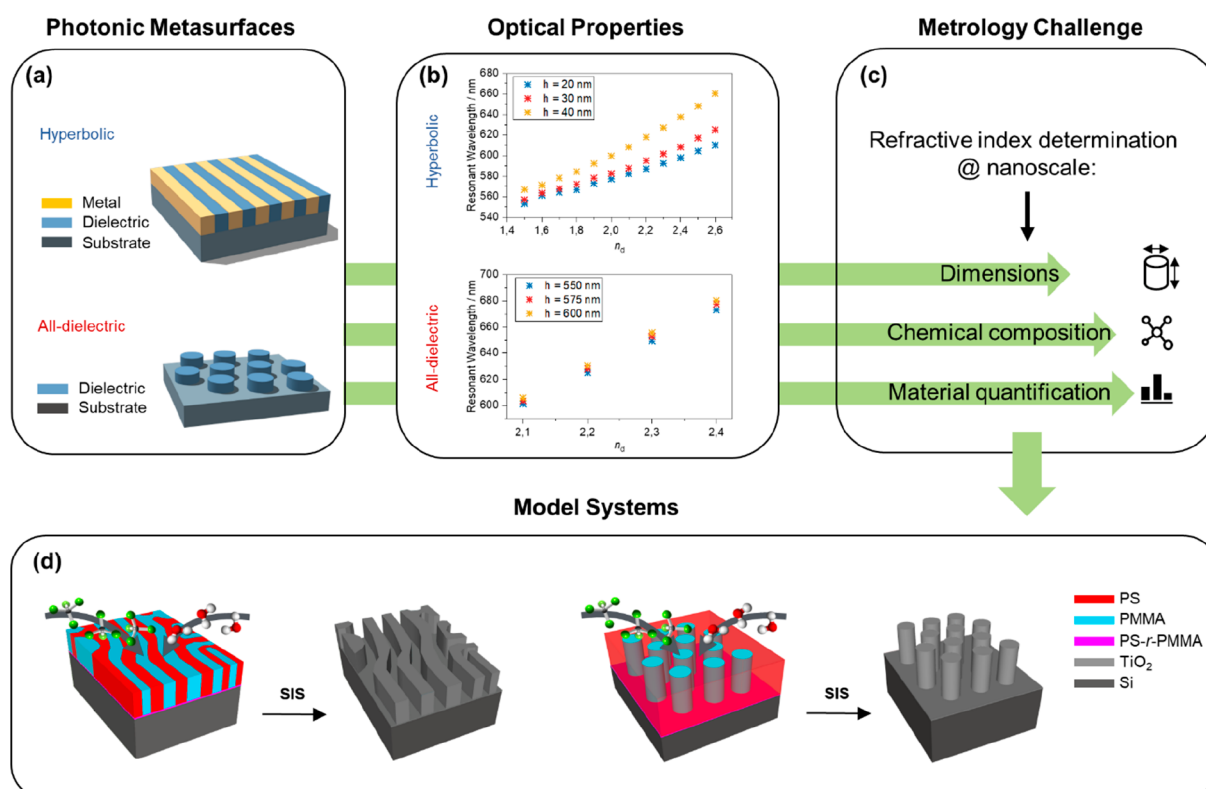 Photonic Metasurfaces
Optical Properties
Metrology Challenge
(a)
Hyperbolic
Metal
Dielectric
Substrate
All-dielectric
Dielectric
Substrate
(b)
Hyperbolic
Resonant Wavelength / nm
680
660
640
620
600
580
560
540
h = 20 nm
h = 30 nm
h = 40 nm
1,4
1,6
1,8
2,0
2,2
2,4
2,6
nd
All-dielectric
Resonant Wavelength / nm
700
680
660
640
620
600
h = 550 nm
h = 575 nm
h = 600 nm
2,1
2,2
2,3
2,4
nd
(c)
Refractive index determination
@ nanoscale:
Dimensions
Chemical composition
Material quantification
Model Systems
(d)
SIS
SIS
PS
PMMA
PS-r-PMMA
TiO2
Si